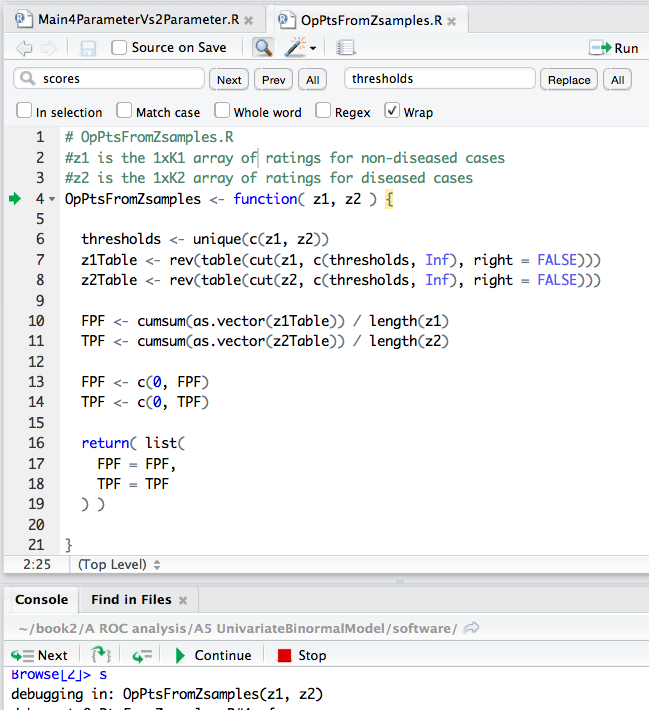 Main4ParameterVs2Parameter.R
OpPtsFromZsamples.R
Source on Save
Run
scores
Next Prev All
thresholds
Replace All
In selection Match case Whole word Regex Wrap
1 # OpPtsFromZsamples.R
2 #z1 is the 1xK1 array of ratings for non-diseased cases
3 #z2 is the 1xK2 array of ratings for diseased cases
4 OpPtsFromZsamples <- function( z1, z2 ) {
5
6 thresholds <- unique(c(z1, z2))
7 z1Table <- rev(table(cut(z1, c(thresholds, Inf), right = FALSE)))
8 z2Table <- rev(table(cut(z2, c(thresholds, Inf), right = FALSE)))
9
10 FPF <- cumsum(as.vector(z1Table)) / length(z1)
11 TPF <- cumsum(as.vector(z2Table)) / length(z2)
12
13 FPF <- c(0, FPF)
14 TPF <- c(0, TPF)
15
16 return( list(
17 FPF = FPF,
18 TPF = TPF
19 ) )
20
21 }
2:25 (Top Level)
Console Find in Files
~/book2/A ROC analysis/A5 UnivariateBinormalModel/software/
Next Continue Stop
Browse[2]> s
debugging in: OpPtsFromZsamples(z1, z2)